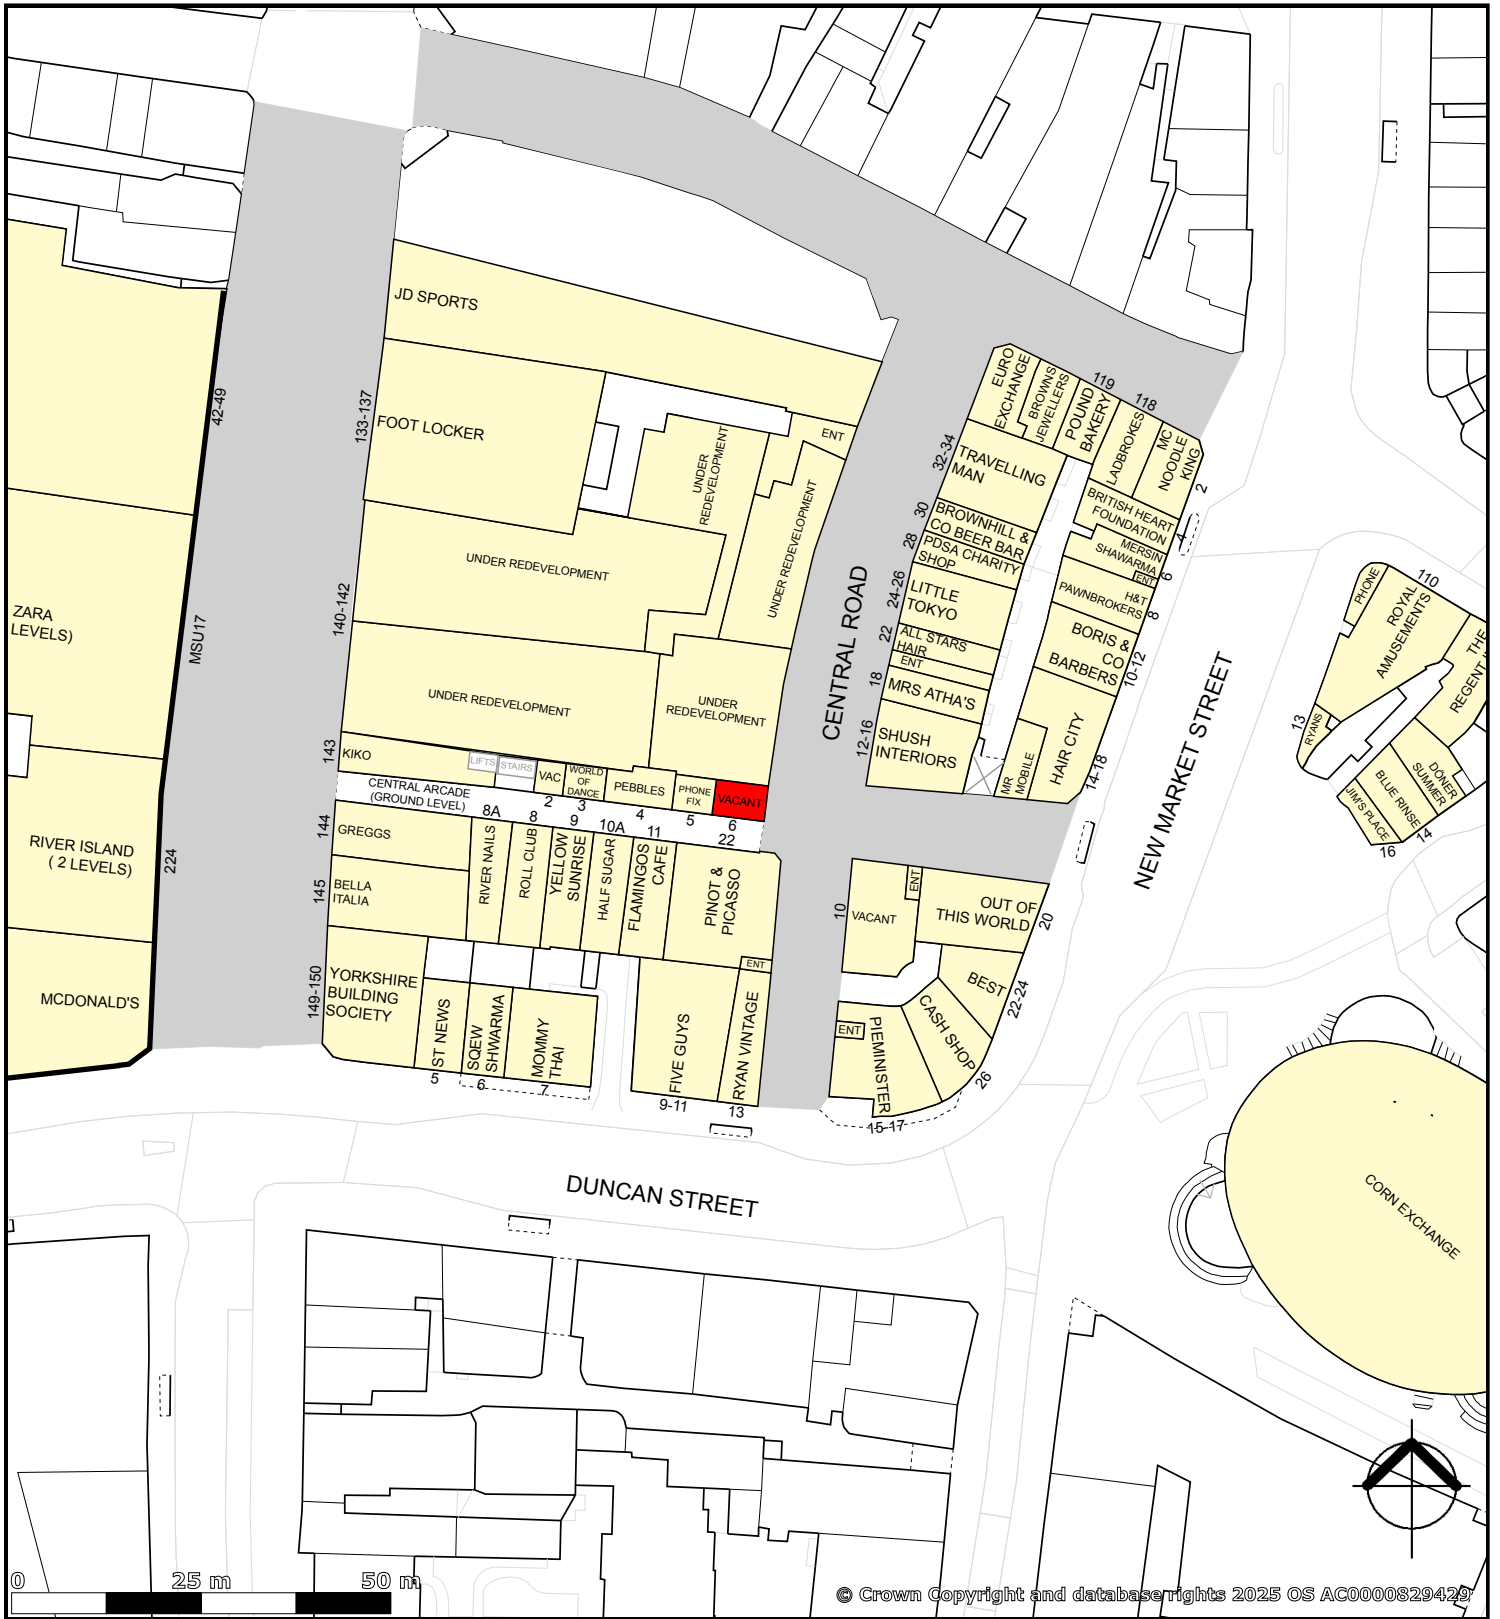 JD SPORTS
42-49
133-137
FOOT LOCKER
UNDER
REDEVELOPMENT
ENT
UNDER REDEVELOPMENT
UNDER REDEVELOPMENT
140-142
ZARA
LEVELS)
MSU17
UNDER REDEVELOPMENT
UNDER
REDEVELOPMENT
143
KIKO
LIFTS
STAIRS
VAC
2
WORLD
OF
DANCE
3
PEBBLES
4
PHONE
FIX
5
VACANT
6
CENTRAL ARCADE
(GROUND LEVEL)
8A
8
9
10A
11
22
144
GREGGS
RIVER NAILS
ROLL CLUB
YELLOW
SUNRISE
HALF SUGAR
FLAMINGOS
CAFE
PINOT &
PICASSO
RIVER ISLAND
( 2 LEVELS)
224
145
BELLA
ITALIA
MCDONALD'S
149-150
YORKSHIRE
BUILDING
SOCIETY
ST NEWS
5
SQEW
SHWARMA
6
MOMMY
THAI
7
FIVE GUYS
9-11
ENT
RYAN VINTAGE
13
CENTRAL ROAD
EURO
EXCHANGE
BROWNS
JEWELLERS
119
POUND
BAKERY
118
LADBROKES
MC
NOODLE
KING
2
32-34
TRAVELLING
MAN
30
BROWNHILL &
CO BEER BAR
28
PDSA CHARITY
SHOP
24-26
LITTLE
TOKYO
22
ALL STARS
HAIR
ENT
18
MRS ATHA'S
12-16
SHUSH
INTERIORS
BRITISH HEART
FOUNDATION
4
MERSIN
SHAWARMA
ENT
6
H&T
PAWNBROKERS
8
BORIS &
CO
BARBERS
10-12
MR
MOBILE
HAIR CITY
14-18
NEW MARKET STREET
10
VACANT
ENT
OUT OF
THIS WORLD
20
BEST
22-24
CASH SHOP
26
ENT
PIEMINISTER
15-17
PHONE
110
ROYAL
AMUSEMENTS
THE
REGENT
13
RYANS
DONER
SUMMER
BLUE RINSE
14
JIM'S PLACE
16
DUNCAN STREET
CORN EXCHANGE
0
25 m
50 m
© Crown Copyright and database rights 2025 OS AC0000829429